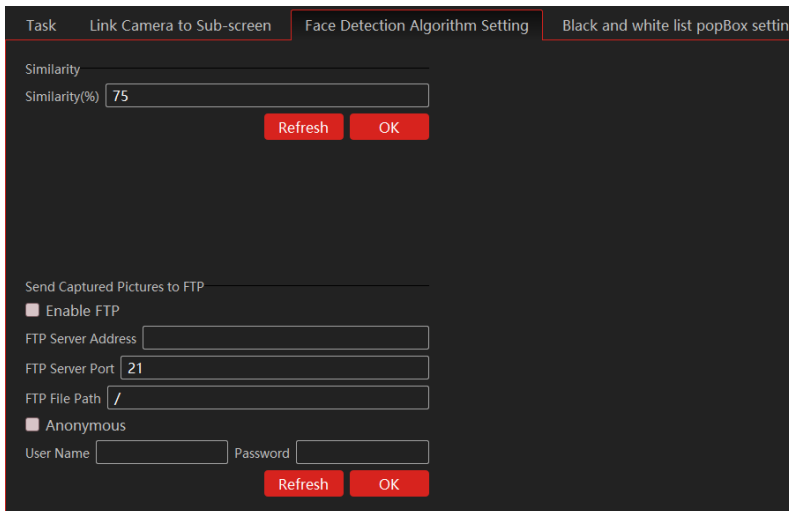 Task Link Camera to Sub-screen Face Detection Algorithm Setting Black and white list popBox settin
Similarity
Similarity(%) 75
Refresh OK
Send Captured Pictures to FTP
Enable FTP
FTP Server Address
FTP Server Port 21
FTP File Path /
Anonymous
User Name Password
Refresh OK